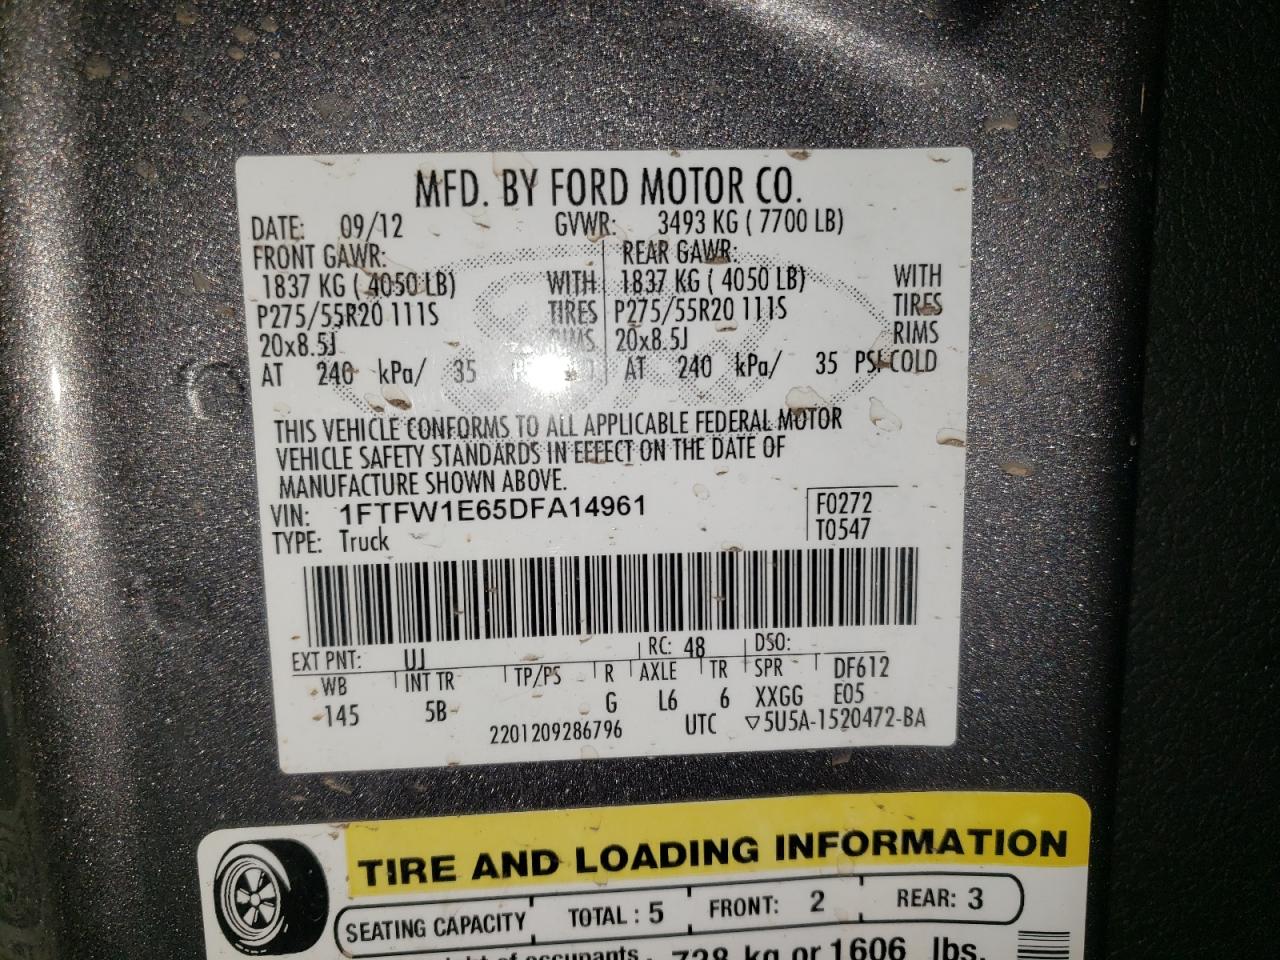 MFD. BY FORD MOTOR CO.
DATE: 09/12 GVWR: 3493 KG ( 7700 LB)
FRONT GAWR: REAR GAWR:
1837 KG ( 4050 LB) WITH 1837 KG ( 4050 LB) WITH
P275/55R20 111S TIRES P275/55R20 111S TIRES
20x8.5J RIMS 20x8.5J RIMS
AT 240 kPa/ 35 AT 240 kPa/ 35 PSI COLD
THIS VEHICLE CONFORMS TO ALL APPLICABLE FEDERAL MOTOR
VEHICLE SAFETY STANDARDS IN EFFECT ON THE DATE OF
MANUFACTURE SHOWN ABOVE.
VIN: 1FTFW1E65DFA14961 F0272
TYPE: Truck T0547
EXT PNT: UJ RC: 48 DSO:
WB INT TR TP/PS R AXLE TR SPR DF612
145 5B G L6 6 XXGG E05
2201209286796 UTC ▽5U5A-1520472-BA
TIRE AND LOADING INFORMATION
SEATING CAPACITY TOTAL : 5 FRONT: 2 REAR: 3
of occupants 728 kg or 1606 lbs.